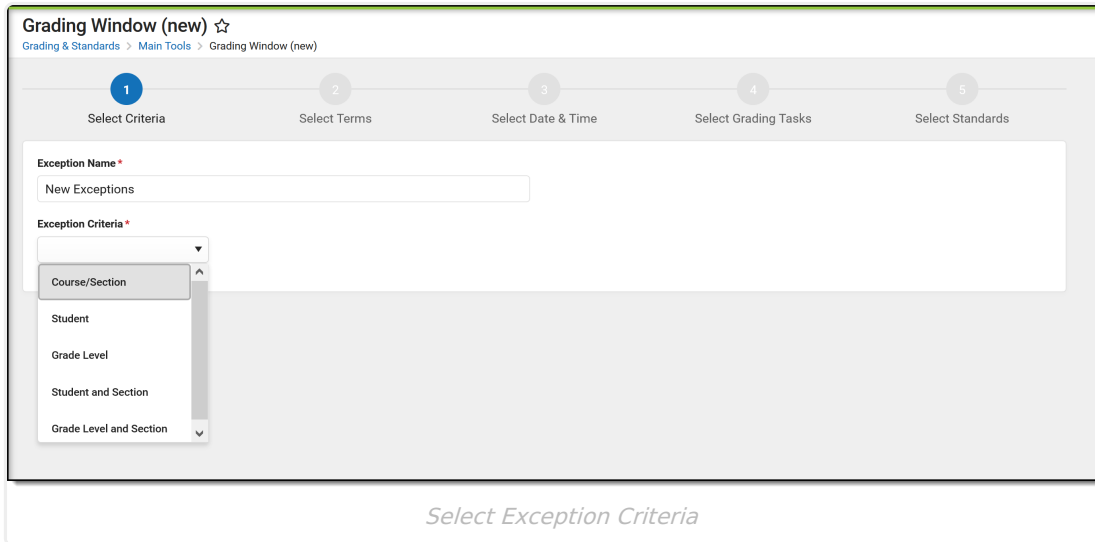 Grading Window (new)
Grading & Standards > Main Tools > Grading Window (new)
1 2 3 4 5
Select Criteria Select Terms Select Date & Time Select Grading Tasks Select Standards
Exception Name *
New Exceptions
Exception Criteria *
Course/Section
Student
Grade Level
Student and Section
Grade Level and Section
Select Exception Criteria